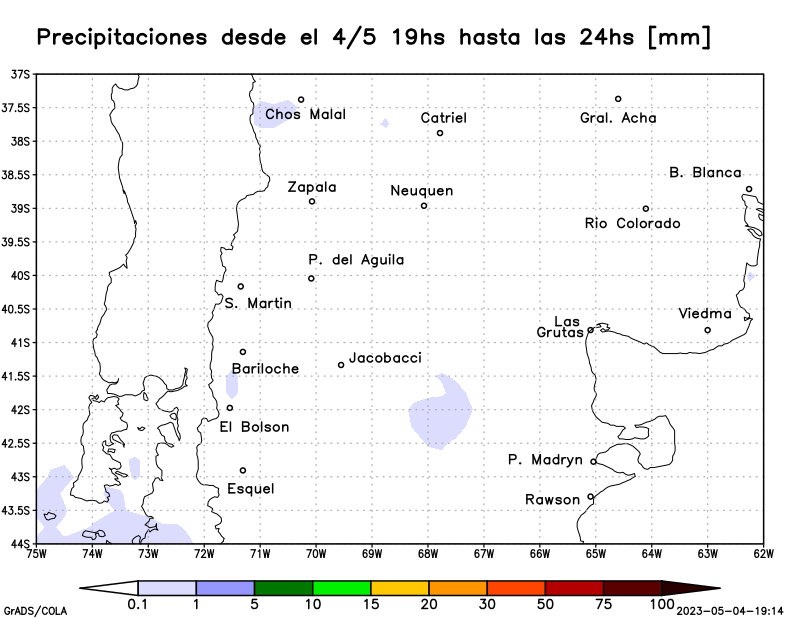 Precipitaciones desde el 4/5 19hs hasta las 24hs [mm]
37S
37.5S
Chos Malal
Catriel
Gral. Acha
38S
38.5S
B. Blanca
Zapala
Neuquen
39S
Rio Colorado
39.5S
P. del Aguila
40S
S. Martin
40.5S
Viedma
Las
Grutas
41S
Jacobacci
Bariloche
41.5S
42S
El Bolson
42.5S
P. Madryn
43S
Esquel
Rawson
43.5S
44S
75W 74W 73W 72W 71W 70W 69W 68W 67W 66W 65W 64W 63W 62W
0.1 1 5 10 15 20 30 50 75 100
GrADS/COLA
2023-05-04-19:14